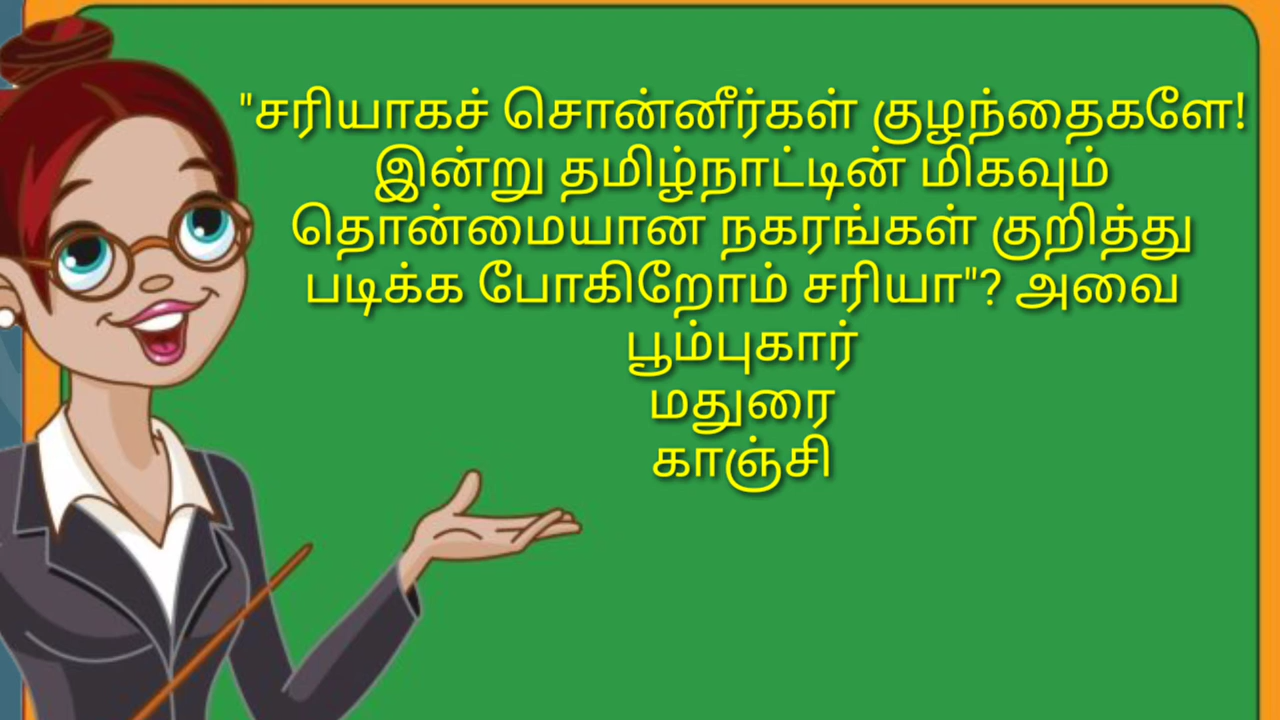 "சரியாகச் சொன்னீர்கள் குழந்தைகளே!
இன்று தமிழ்நாட்டின் மிகவும்
தொன்மையான நகரங்கள் குறித்து
படிக்க போகிறோம் சரியா"? அவை
பூம்புகார்
மதுரை
காஞ்சி